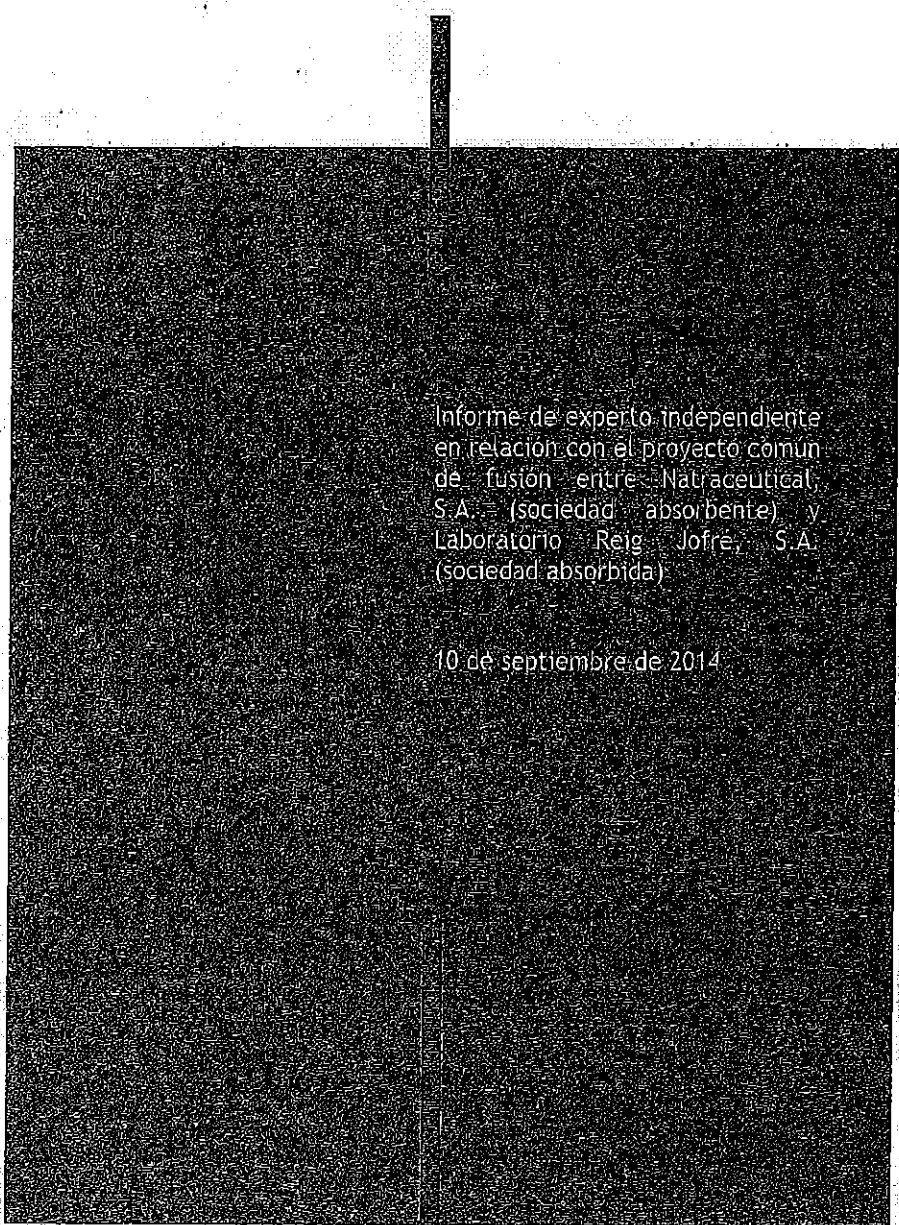 Informe de experto independiente
en relación con el proyecto común
de fusión entre Natraceutical,
S.A. (sociedad absorbente) y
Laboratorio Reig Jofré, S.A.
(sociedad absorbida)
10 de septiembre de 2014